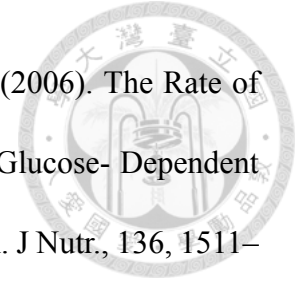 (2006). The Rate of
Glucose- Dependent
. J Nutr., 136, 1511–